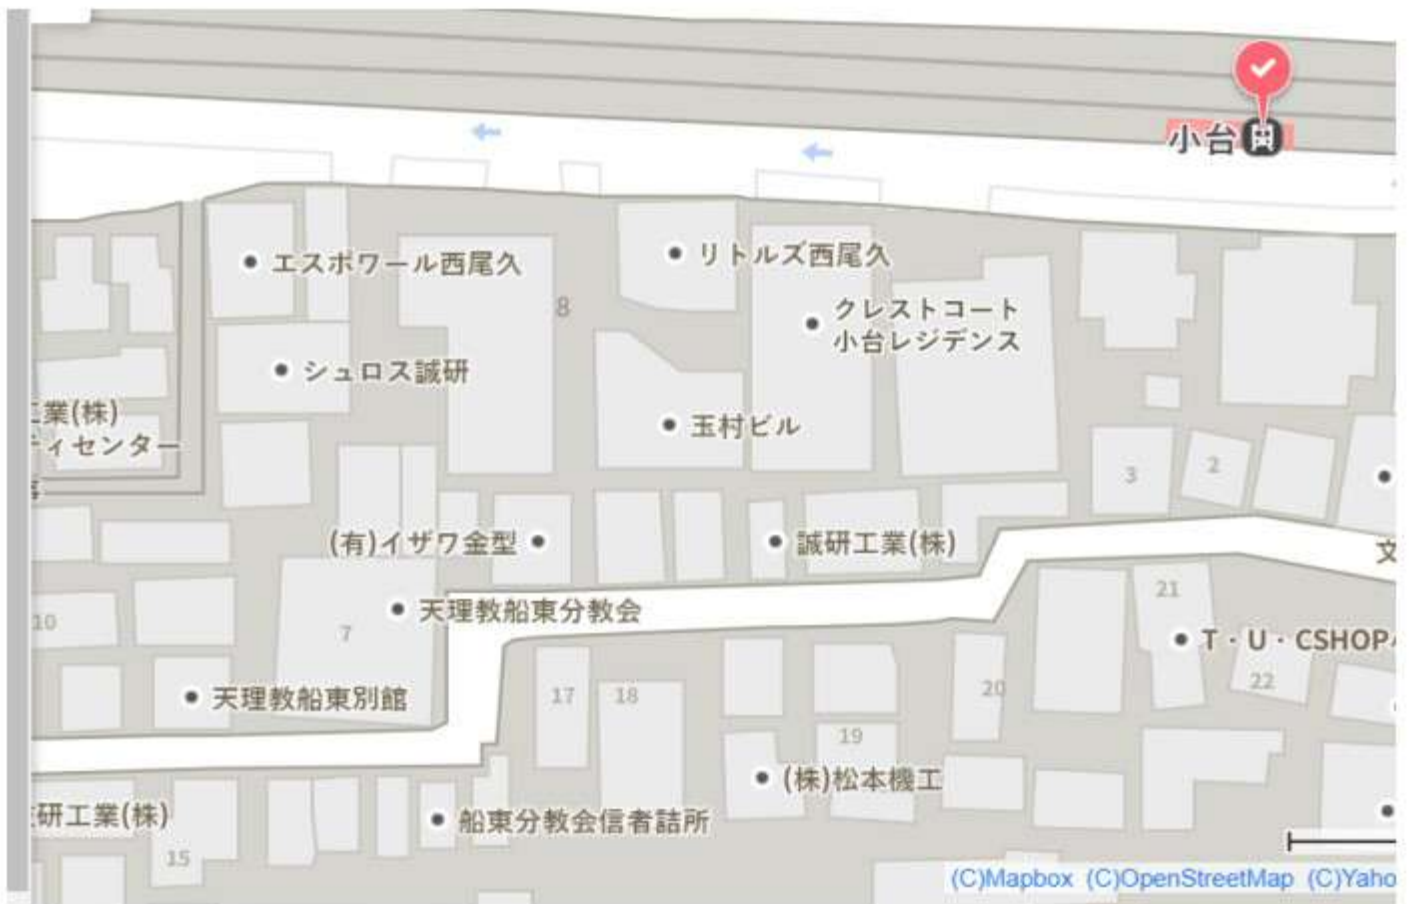 小台
エスポワール西尾久
リトルズ西尾久
8
クレストコート
小台レジデンス
シュロス誠研
工業(株)
ティセンター
玉村ビル
3
2
(有)イザワ金型
誠研工業(株)
文
天理教船東分教会
10
7
21
T・U・CSHOP
天理教船東別館
17
18
20
22
19
(株)松本機工
研工業(株)
船東分教会信者詰所
15
(C)Mapbox (C)OpenStreetMap (C)Yaho